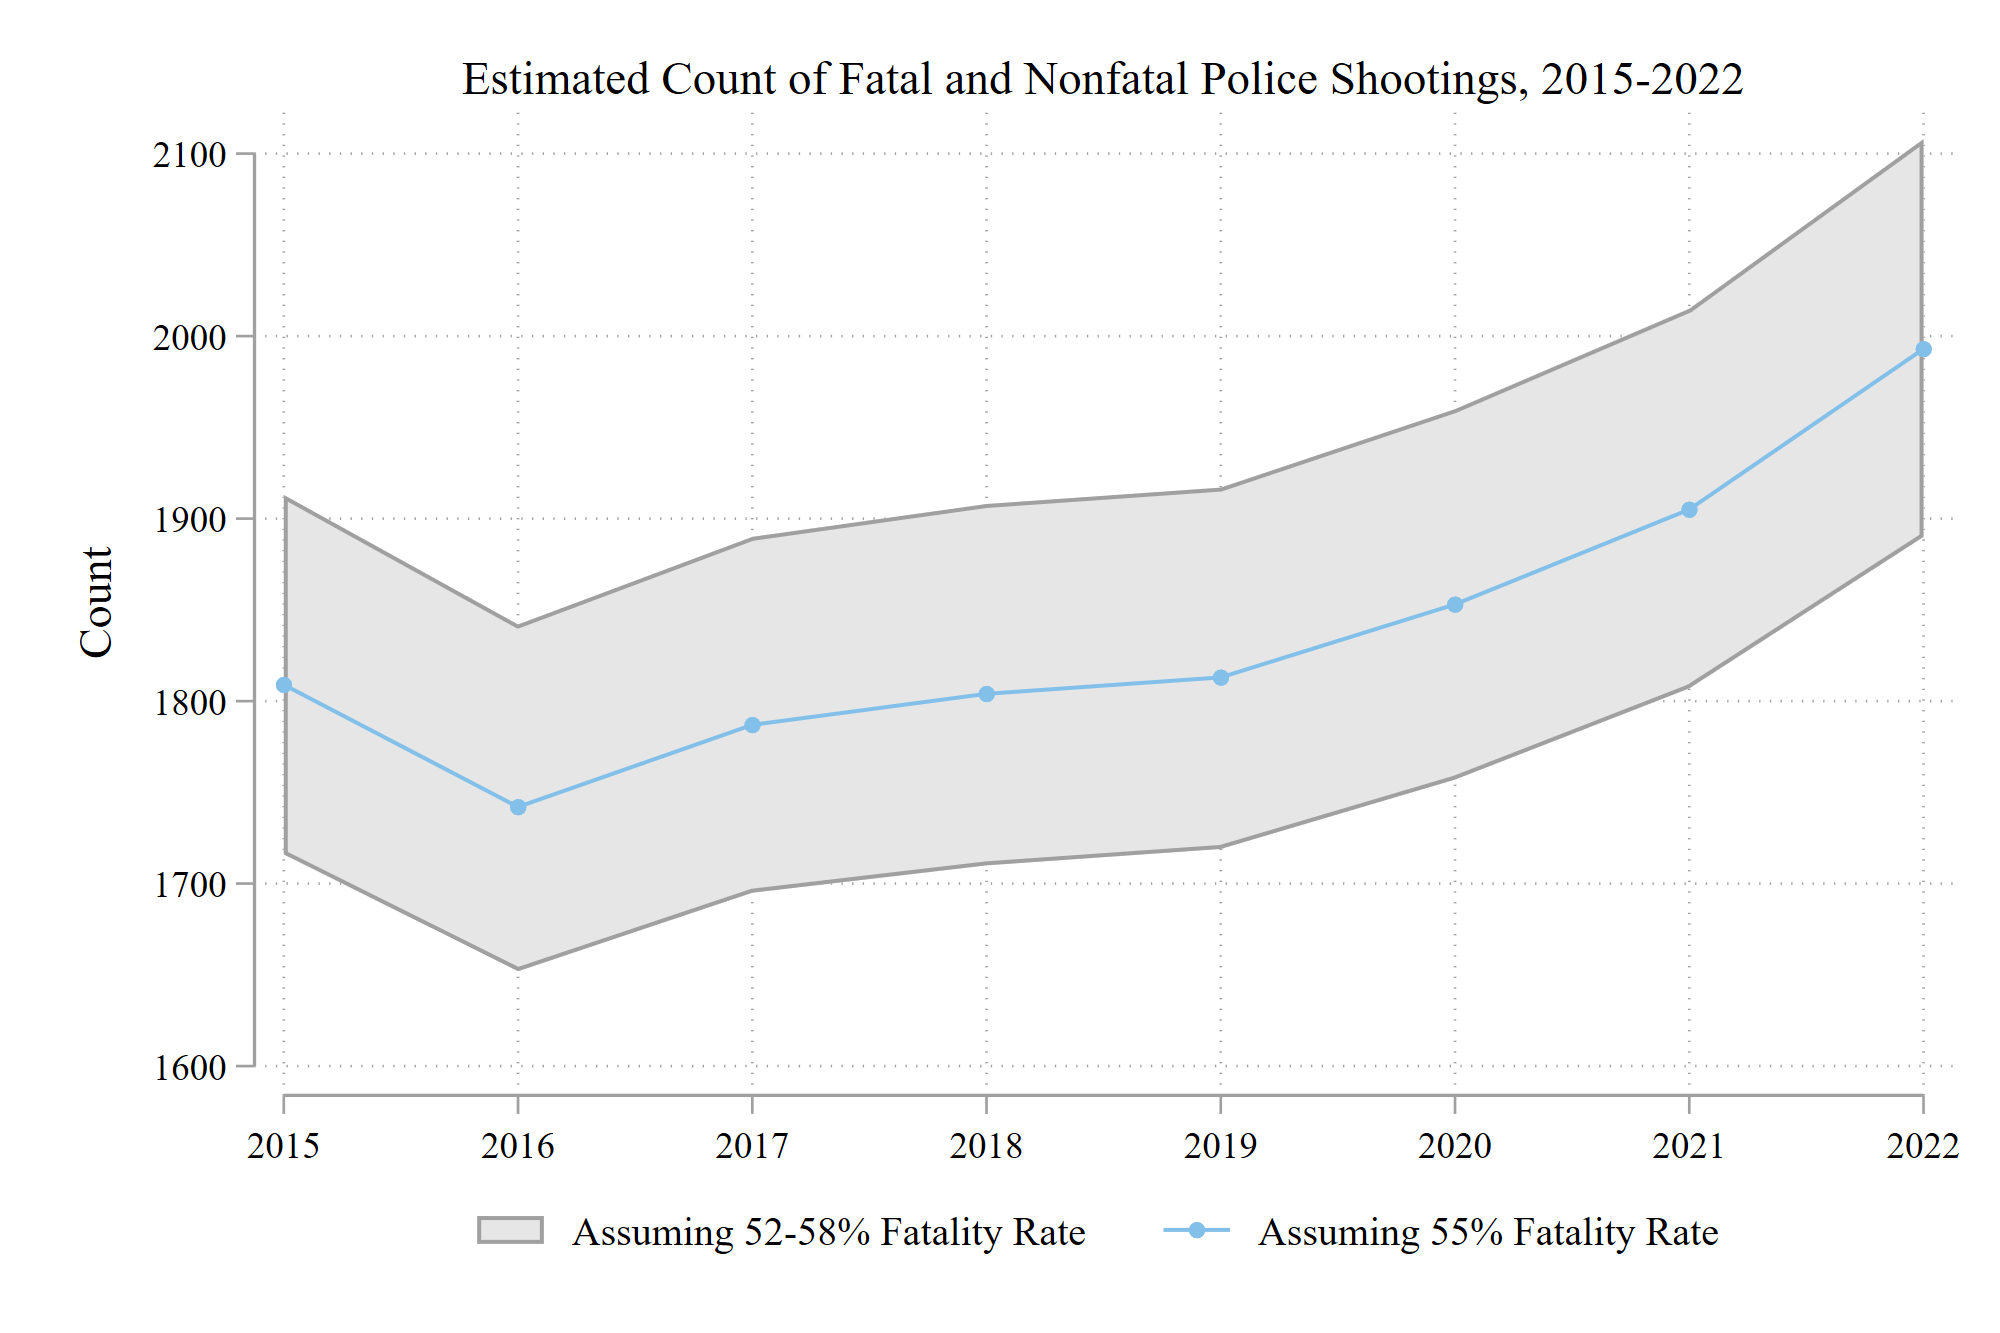 Estimated Count of Fatal and Nonfatal Police Shootings, 2015-2022
2100
2000
1900
1800
1700
1600
Count
2015 2016 2017 2018 2019 2020 2021 2022
Assuming 52-58% Fatality Rate Assuming 55% Fatality Rate